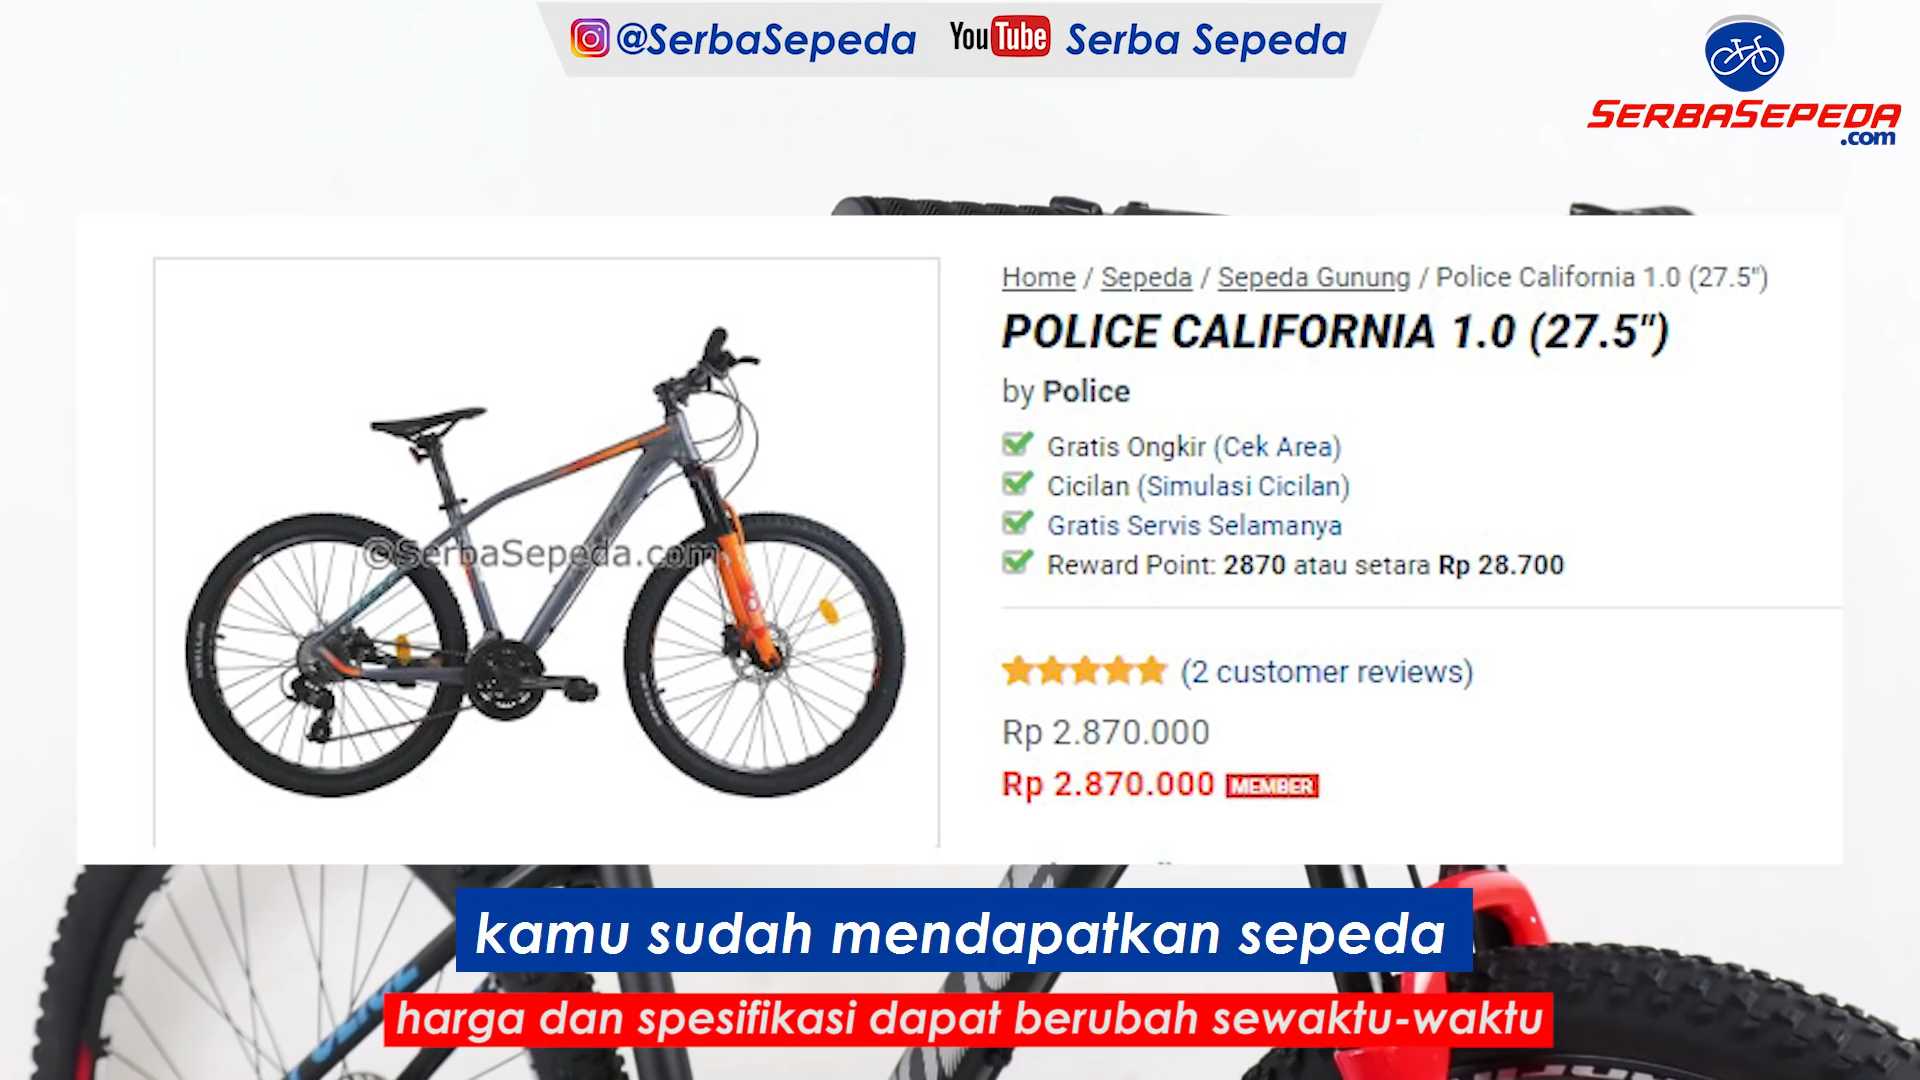 @SerbaSepeda YouTube Serba Sepeda
SERBASEPEDA
.com
Home / Sepeda / Sepeda Gunung / Police California 1.0 (27.5")
POLICE CALIFORNIA 1.0 (27.5")
by Police
Gratis Ongkir (Cek Area)
Cicilan (Simulasi Cicilan)
Gratis Servis Selamanya
Reward Point: 2870 atau setara Rp 28.700
©SerbaSepeda.com
(2 customer reviews)
Rp 2.870.000
Rp 2.870.000 MEMBER
kamu sudah mendapatkan sepeda
harga dan spesifikasi dapat berubah sewaktu-waktu